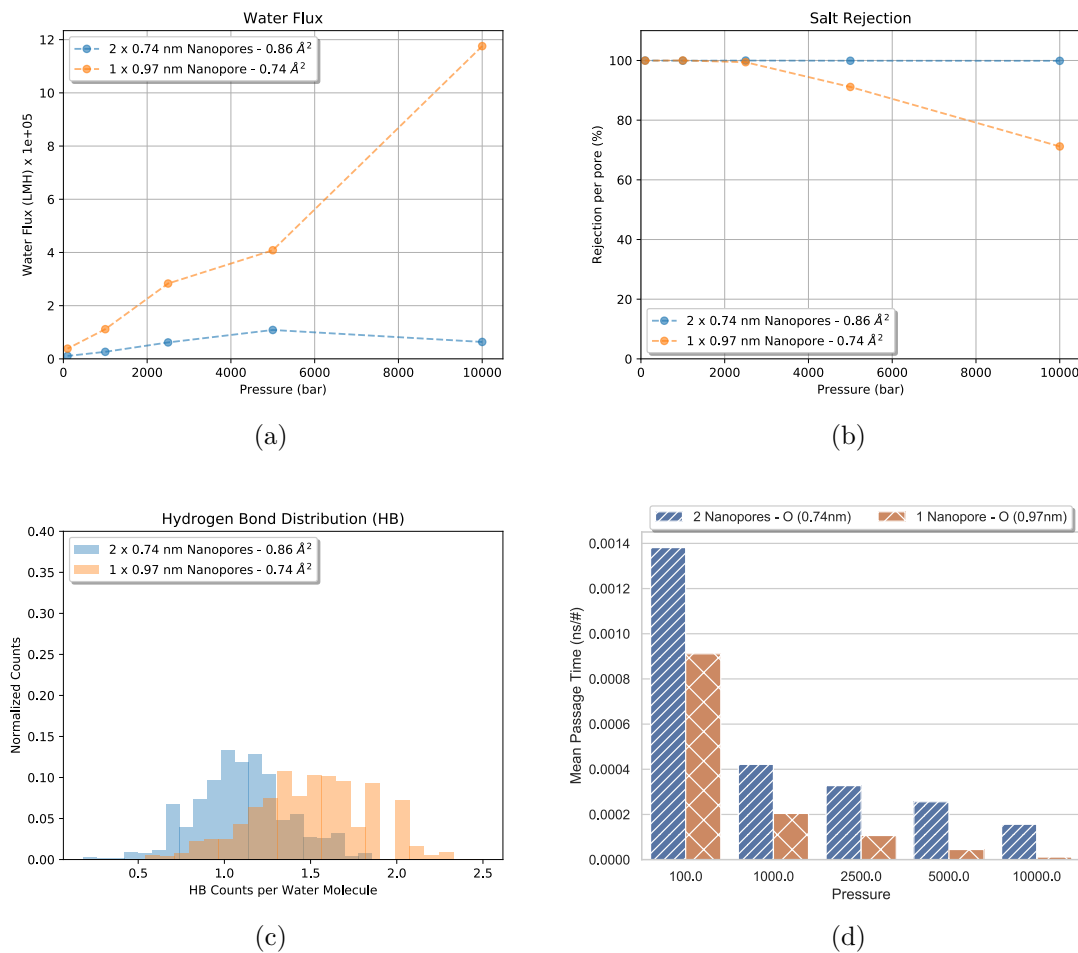 Water Flux
12
10
8
6
4
2
0
Water Flux (LMH) x 1e+05
2 x 0.74 nm Nanopores - 0.86 Å²
1 x 0.97 nm Nanopore - 0.74 Å²
0 2000 4000 6000 8000 10000
Pressure (bar)
(a)
Salt Rejection
100
80
60
40
20
0
Rejection per pore (%)
2 x 0.74 nm Nanopores - 0.86 Å²
1 x 0.97 nm Nanopore - 0.74 Å²
0 2000 4000 6000 8000 10000
Pressure (bar)
(b)
Hydrogen Bond Distribution (HB)
0.40
0.35
0.30
0.25
0.20
0.15
0.10
0.05
0.00
Normalized Counts
2 x 0.74 nm Nanopores - 0.86 Å²
1 x 0.97 nm Nanopores - 0.74 Å²
0.5 1.0 1.5 2.0 2.5
HB Counts per Water Molecule
(c)
2 Nanopores - O (0.74nm) 1 Nanopore - O (0.97nm)
0.0014
0.0012
0.0010
0.0008
0.0006
0.0004
0.0002
0.0000
Mean Passage Time (ns/#)
100.0 1000.0 2500.0 5000.0 10000.0
Pressure
(d)